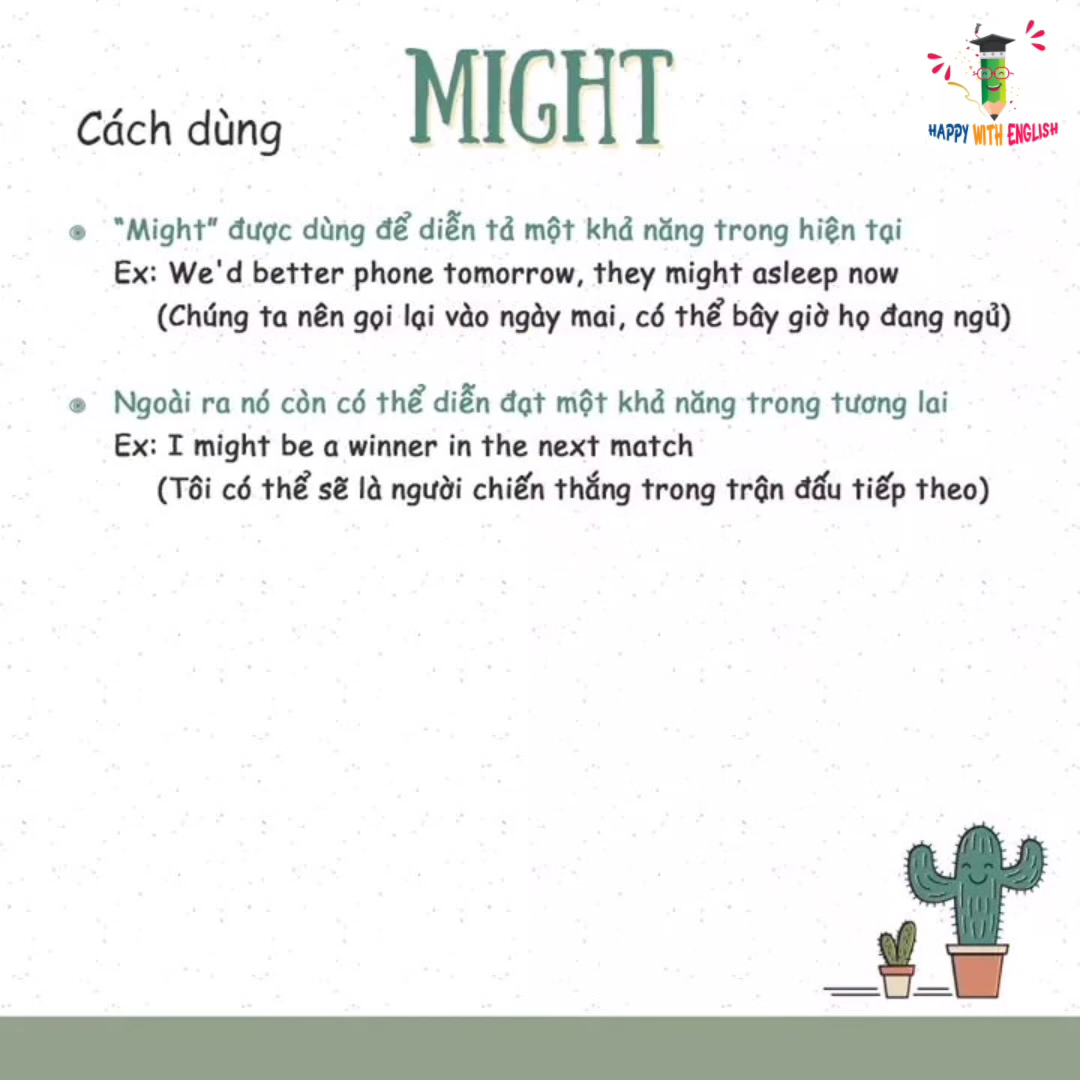 Cách dùng
MIGHT
HAPPY WITH ENGLISH
“Might” được dùng để diễn tả một khả năng trong hiện tại
Ex: We'd better phone tomorrow, they might asleep now
(Chúng ta nên gọi lại vào ngày mai, có thể bây giờ họ đang ngủ)
Ngoài ra nó còn có thể diễn đạt một khả năng trong tương lai
Ex: I might be a winner in the next match
(Tôi có thể sẽ là người chiến thắng trong trận đấu tiếp theo)